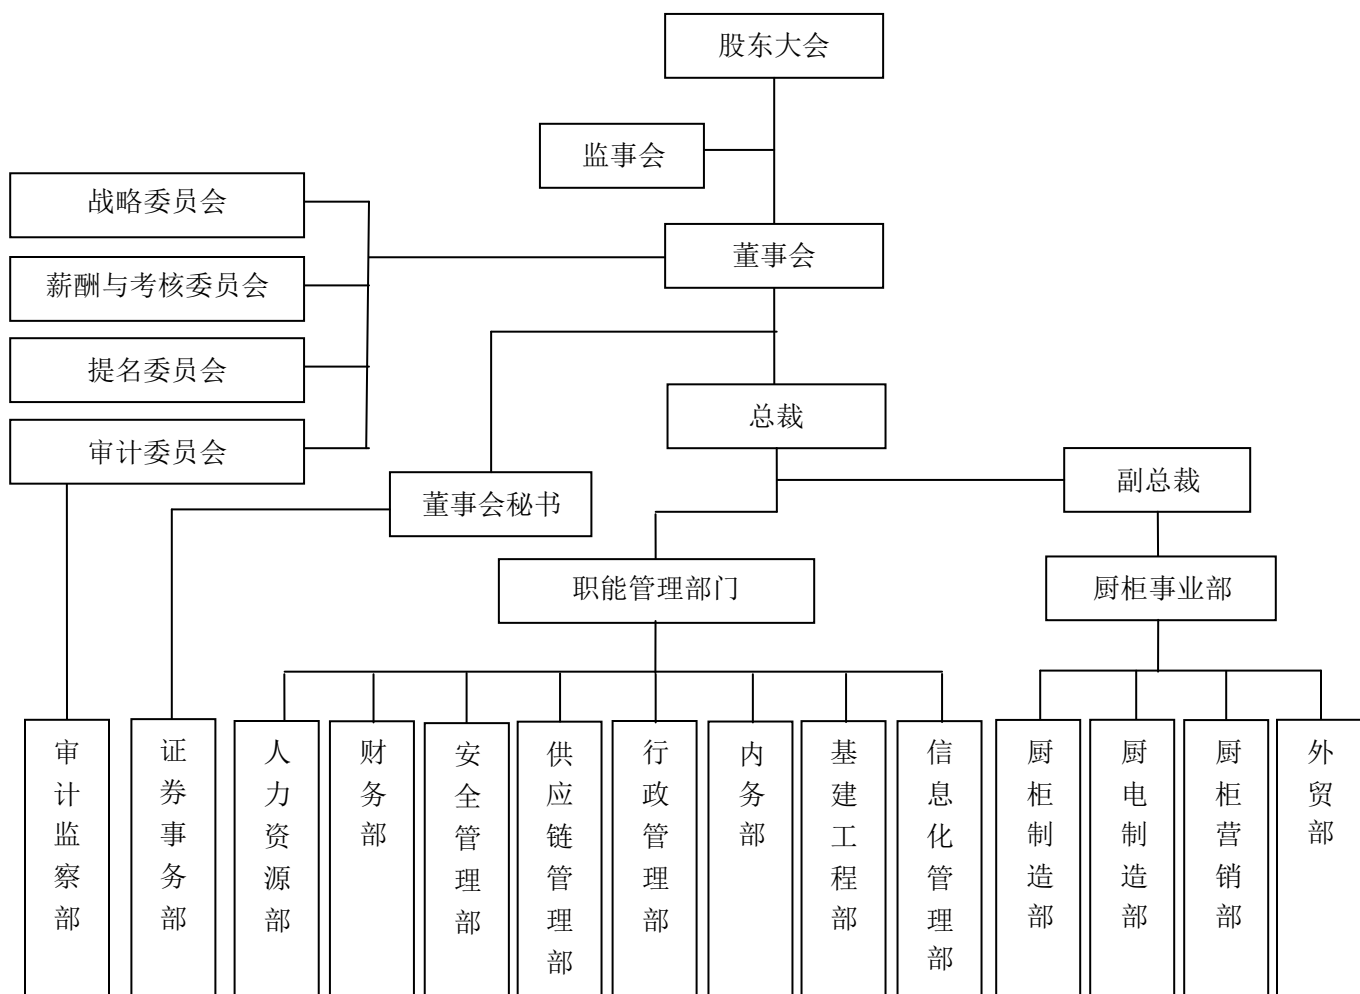 股东大会
监事会
战略委员会
董事会
薪酬与考核委员会
提名委员会
总裁
审计委员会
副总裁
董事会秘书
职能管理部门
厨柜事业部
审计监察部
证券事务部
人力资源部
财务部
安全管理部
供应链管理部
行政管理部
内务部
基建工程部
信息化管理部
厨柜制造部
厨电制造部
厨柜营销部
外贸部